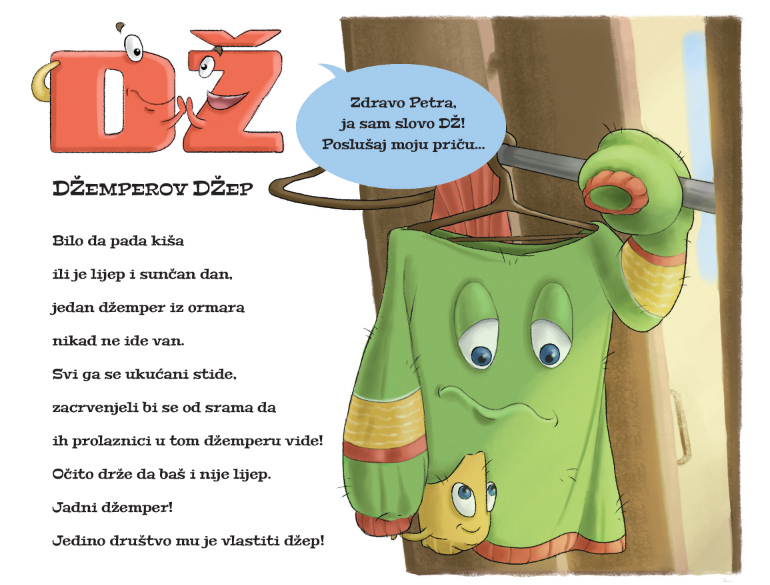 DŽ
Zdravo Petra,
ja sam slovo DŽ!
Poslušaj moju priču...
DŽEMPEROV DŽEP
Bilo da pada kiša
ili je lijep i sunčan dan,
jedan džemper iz ormara
nikad ne ide van.
Svi ga se ukućani stide,
zacrvenjeli bi se od srama da
ih prolaznici u tom džemperu vide!
Očito drže da baš i nije lijep.
Jadni džemper!
Jedino društvo mu je vlastiti džep!